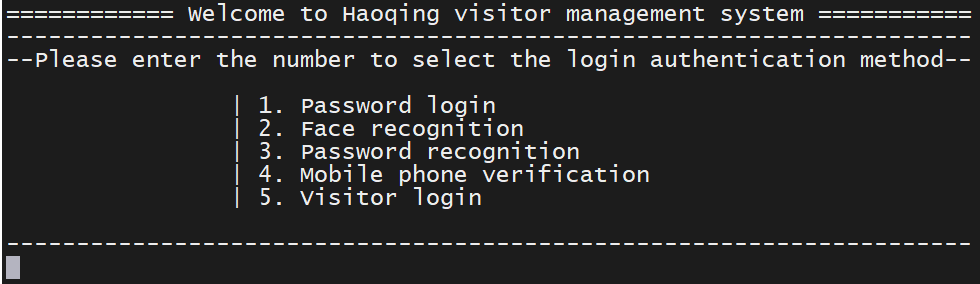 =========== Welcome to Haoqing visitor management system ===========
---------------------------------------------------------------------
--Please enter the number to select the login authentication method--
| 1. Password login
| 2. Face recognition
| 3. Password recognition
| 4. Mobile phone verification
| 5. Visitor login
---------------------------------------------------------------------